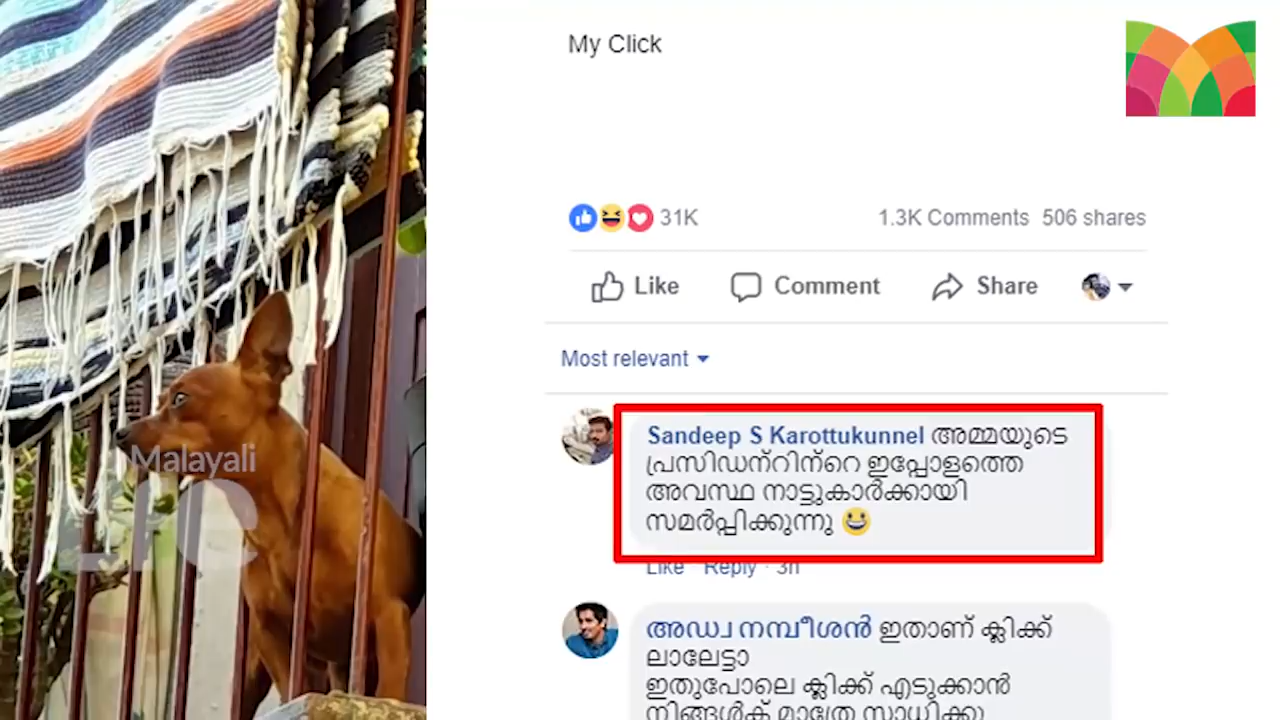 My Click
31K
1.3K Comments 506 shares
Like Comment Share
Most relevant
Sandeep S Karottukunnel അമ്മയുടെ
പ്രസിഡന്റിന്റെ ഇപ്പോളത്തെ
അവസ്ഥ നാട്ടുകാർക്കായി
സമർപ്പിക്കുന്നു
Like · Reply · 3h
അഡ്വ നമ്പീശൻ ഇതാണ് ക്ലിക്ക്
ലാലേട്ടാ
ഇതുപോലെ ക്ലിക്ക് എടുക്കാൻ
നിങ്ങൾക് മാത്രേ സാധിക്കൂ
Malayali
Life